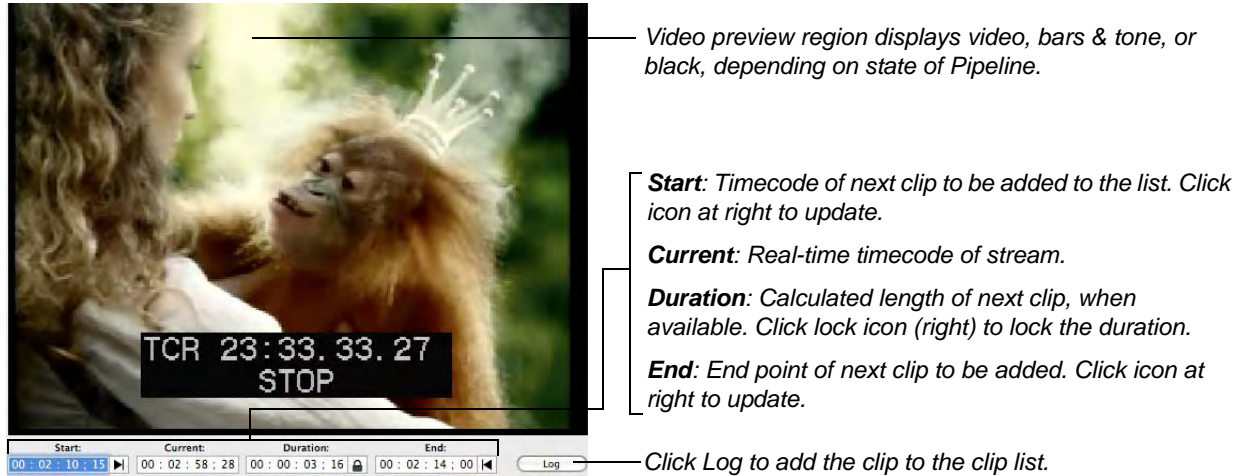 Video preview region displays video, bars & tone, or
black, depending on state of Pipeline.
Start: Timecode of next clip to be added to the list. Click
icon at right to update.
Current: Real-time timecode of stream.
Duration: Calculated length of next clip, when
available. Click lock icon (right) to lock the duration.
End: End point of next clip to be added. Click icon at
right to update.
TCR 23:33.33.27
STOP
Start: Current: Duration: End:
00 : 02 : 10 ; 15 00 : 02 : 58 ; 28 00 : 00 : 03 ; 16 00 : 02 : 14 ; 00 Log
Click Log to add the clip to the clip list.